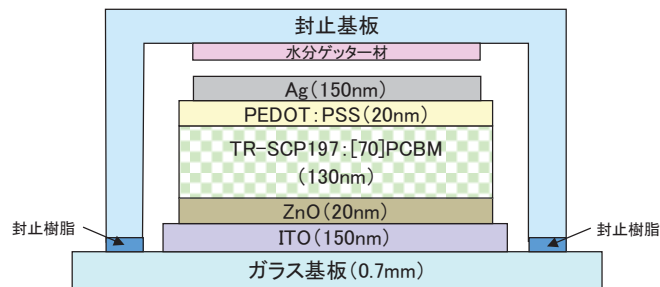 封止基板
水分ゲッター材
Ag(150nm)
PEDOT:PSS(20nm)
TR-SCP197:[70]PCBM
(130nm)
ZnO(20nm)
封止樹脂
ITO(150nm)
封止樹脂
ガラス基板(0.7mm)